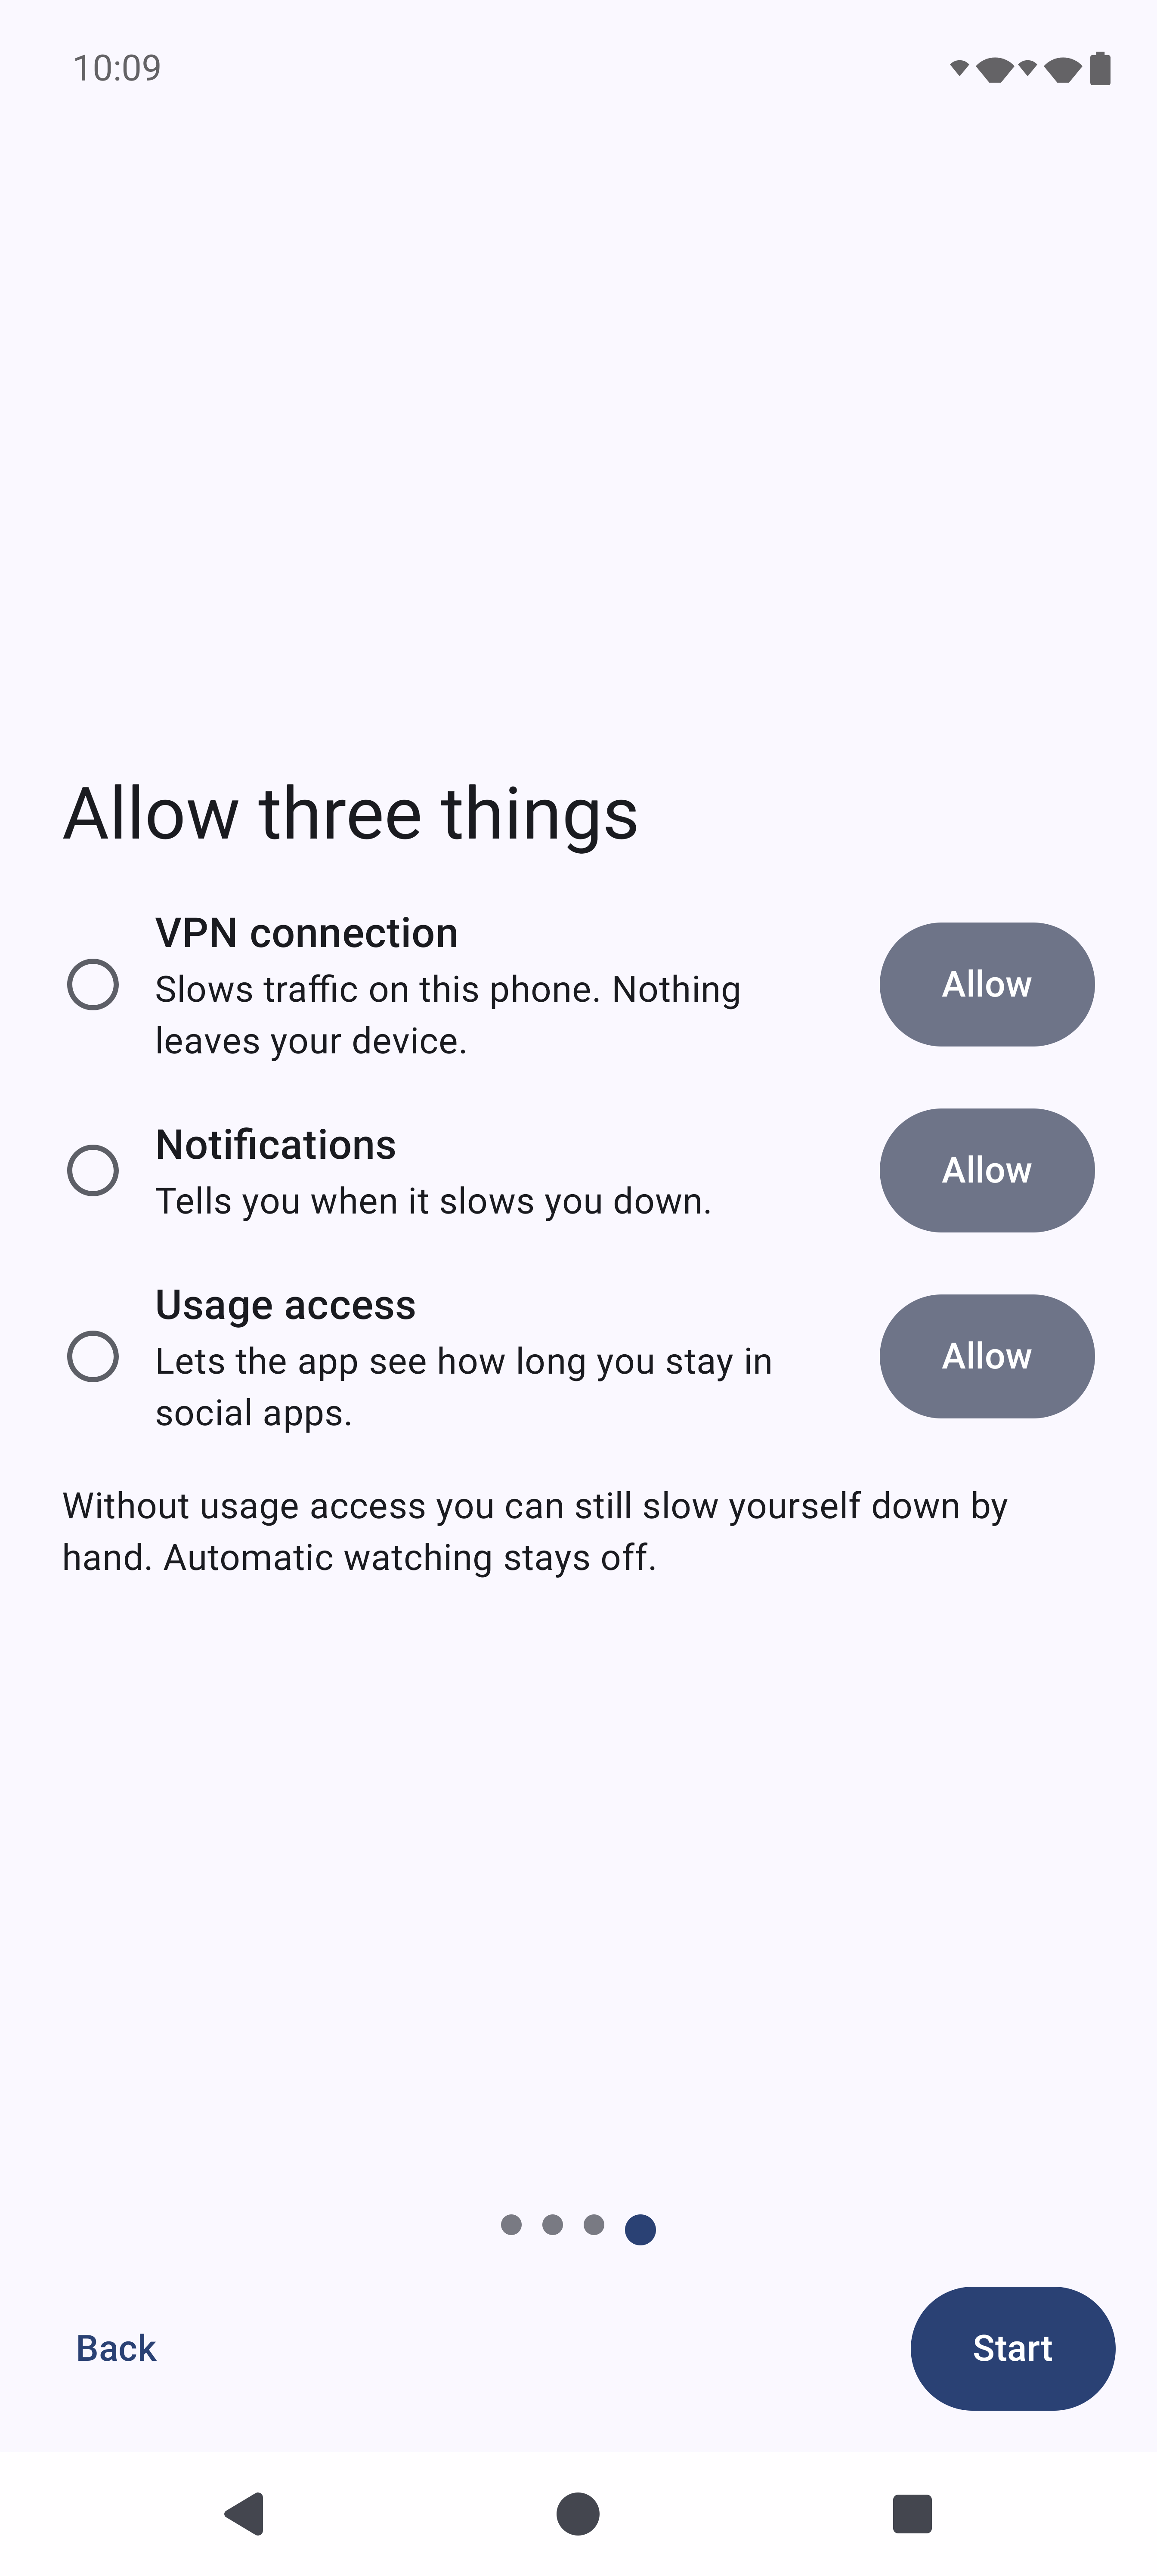 10:09
Allow three things
VPN connection
Slows traffic on this phone. Nothing
leaves your device.
Allow
Notifications
Tells you when it slows you down.
Allow
Usage access
Lets the app see how long you stay in
social apps.
Allow
Without usage access you can still slow yourself down by
hand. Automatic watching stays off.
Back
Start